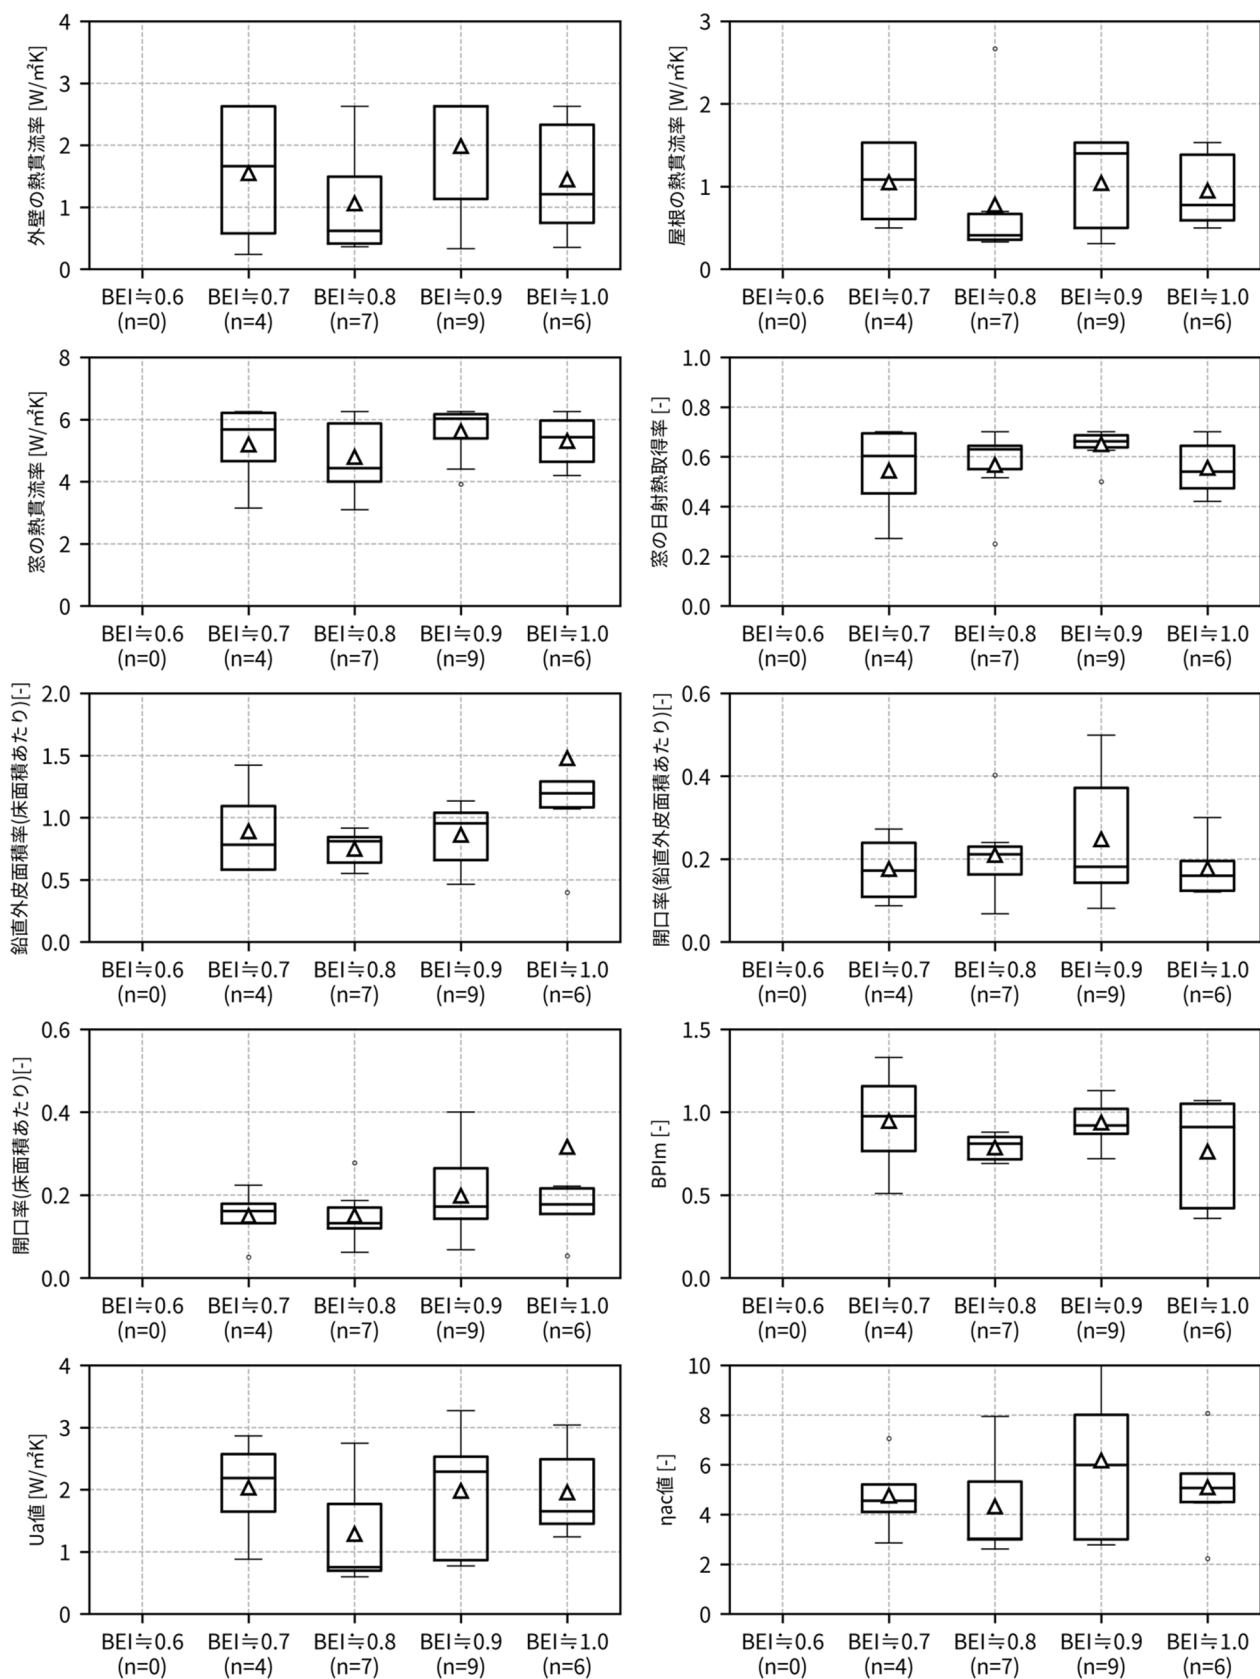 外壁の熱貫流率 [W/㎡K]
4
3
2
1
0
BEI≒0.6 BEI≒0.7 BEI≒0.8 BEI≒0.9 BEI≒1.0
(n=0) (n=4) (n=7) (n=9) (n=6)
屋根の熱貫流率 [W/㎡K]
3
2
1
0
BEI≒0.6 BEI≒0.7 BEI≒0.8 BEI≒0.9 BEI≒1.0
(n=0) (n=4) (n=7) (n=9) (n=6)
窓の熱貫流率 [W/㎡K]
8
6
4
2
0
BEI≒0.6 BEI≒0.7 BEI≒0.8 BEI≒0.9 BEI≒1.0
(n=0) (n=4) (n=7) (n=9) (n=6)
窓の日射熱取得率 [-]
1.0
0.8
0.6
0.4
0.2
0.0
BEI≒0.6 BEI≒0.7 BEI≒0.8 BEI≒0.9 BEI≒1.0
(n=0) (n=4) (n=7) (n=9) (n=6)
鉛直外皮面積率(床面積あたり)[-]
2.0
1.5
1.0
0.5
0.0
BEI≒0.6 BEI≒0.7 BEI≒0.8 BEI≒0.9 BEI≒1.0
(n=0) (n=4) (n=7) (n=9) (n=6)
開口率(鉛直外皮面積あたり)[-]
0.6
0.4
0.2
0.0
BEI≒0.6 BEI≒0.7 BEI≒0.8 BEI≒0.9 BEI≒1.0
(n=0) (n=4) (n=7) (n=9) (n=6)
開口率(床面積あたり)[-]
0.6
0.4
0.2
0.0
BEI≒0.6 BEI≒0.7 BEI≒0.8 BEI≒0.9 BEI≒1.0
(n=0) (n=4) (n=7) (n=9) (n=6)
BPIm [-]
1.5
1.0
0.5
0.0
BEI≒0.6 BEI≒0.7 BEI≒0.8 BEI≒0.9 BEI≒1.0
(n=0) (n=4) (n=7) (n=9) (n=6)
Ua値 [W/㎡K]
4
3
2
1
0
BEI≒0.6 BEI≒0.7 BEI≒0.8 BEI≒0.9 BEI≒1.0
(n=0) (n=4) (n=7) (n=9) (n=6)
ηac値 [-]
10
8
6
4
2
0
BEI≒0.6 BEI≒0.7 BEI≒0.8 BEI≒0.9 BEI≒1.0
(n=0) (n=4) (n=7) (n=9) (n=6)